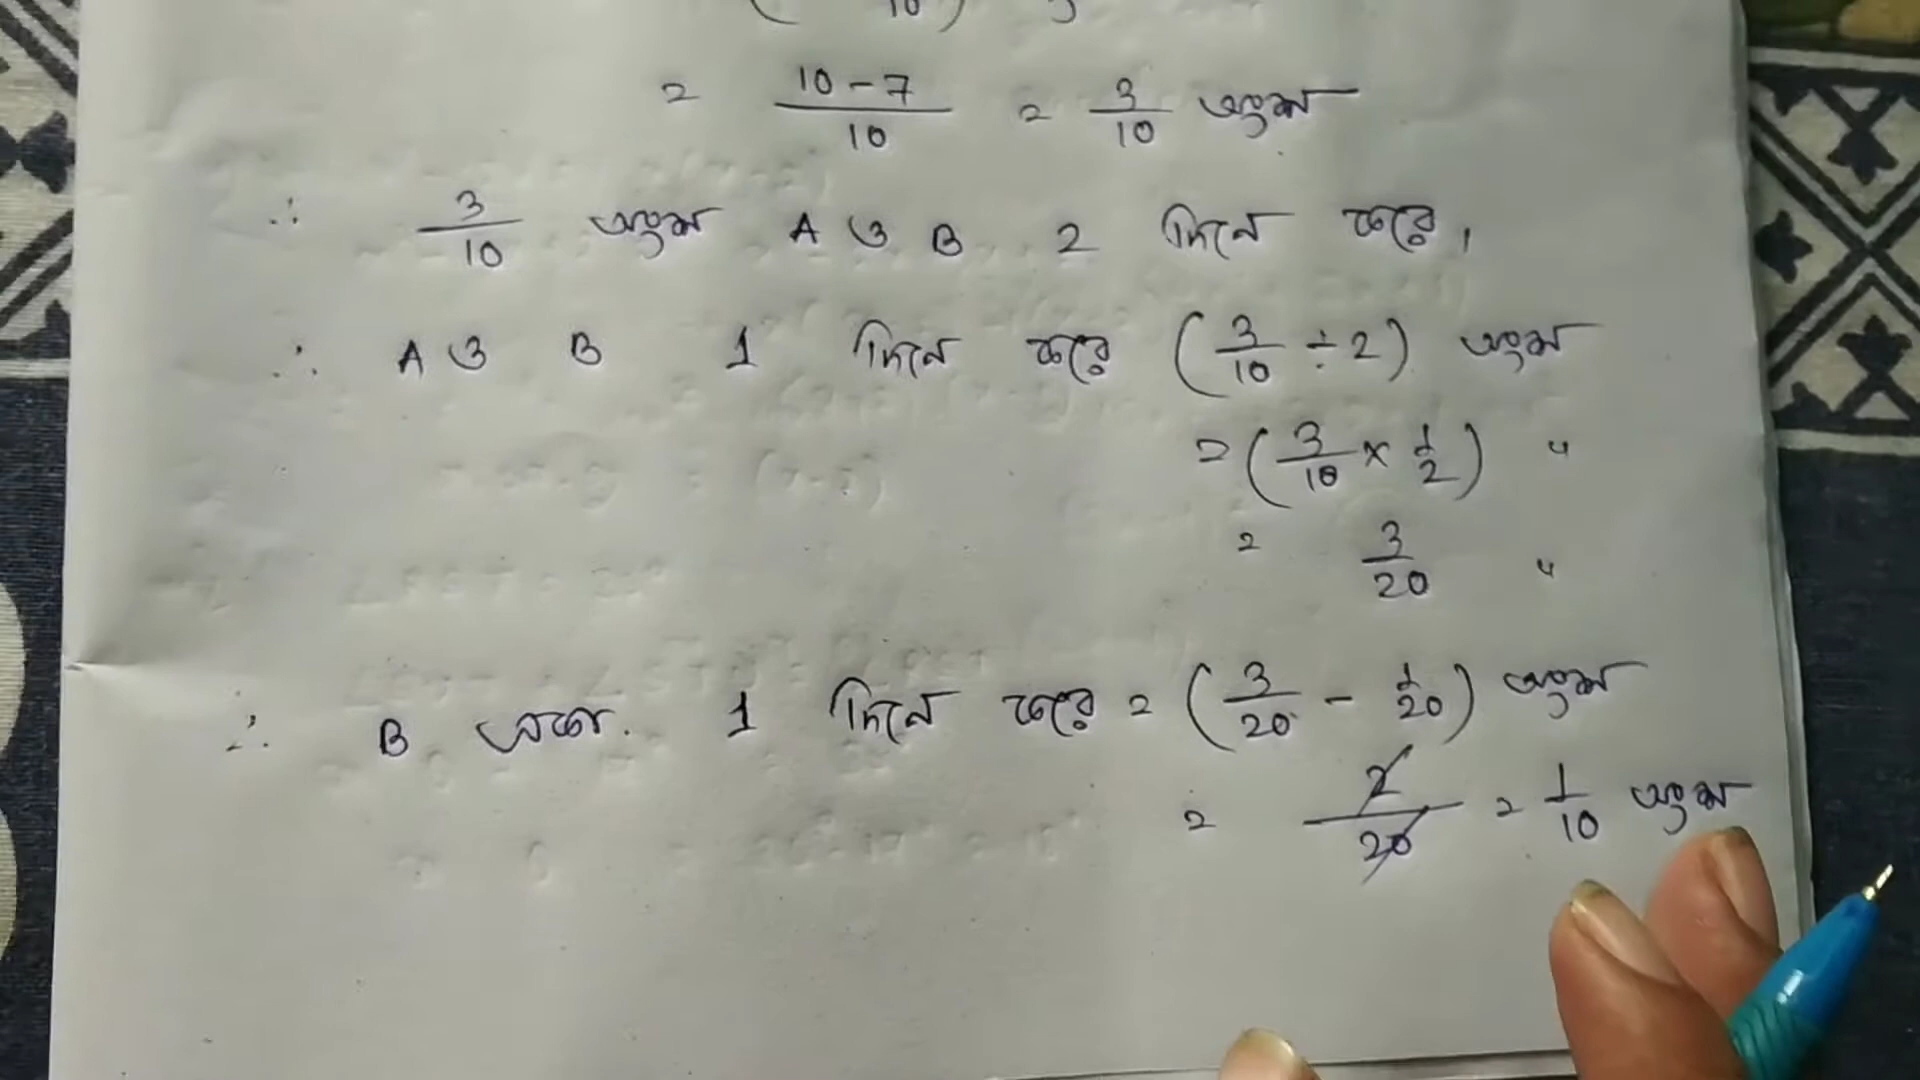 10
= 10 - 7 / 10 = 3/10 অংশ
∴ 3/10 অংশ A ও B 2 দিনে করে,
∴ A ও B 1 দিনে করে (3/10 ÷ 2) অংশ
= (3/10 × 1/2) "
= 3/20 "
∴ B একা 1 দিনে করে = (3/20 - 1/20) অংশ
= 2/20 = 1/10 অংশ